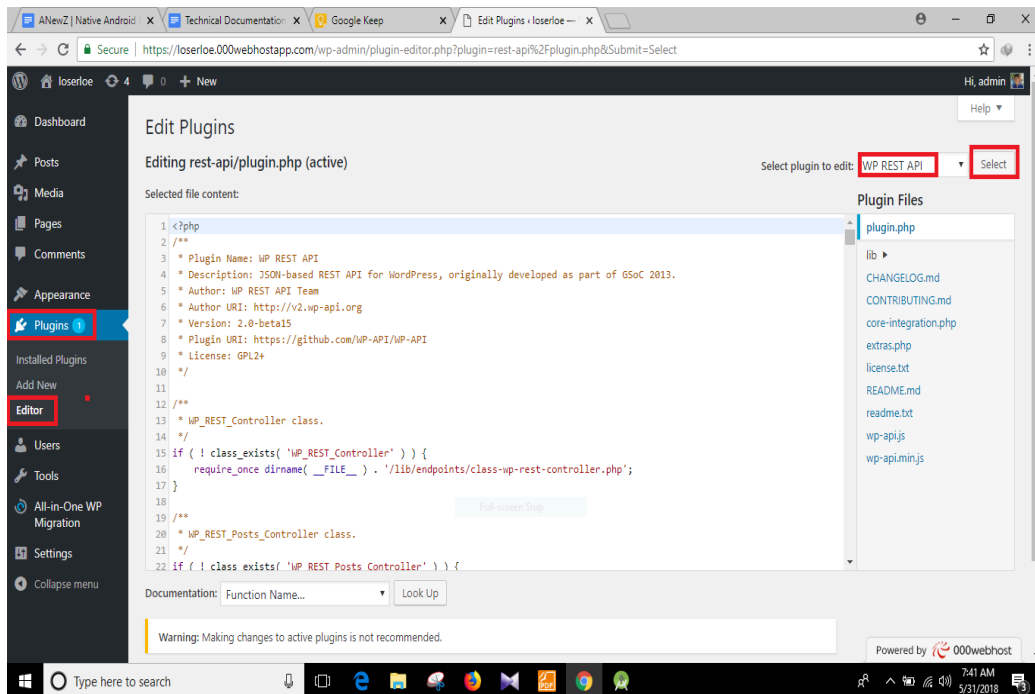 ANewZ | Native Android
Technical Documentation
Google Keep
Edit Plugins ‹ loserloe —
Secure
https://loserloe.000webhostapp.com/wp-admin/plugin-editor.php?plugin=rest-api%2Fplugin.php&Submit=Select
loserloe
4
0
+ New
Hi, admin
Help ▼
Dashboard
Posts
Media
Pages
Comments
Appearance
Plugins 1
Installed Plugins
Add New
Editor
Users
Tools
All-in-One WP
Migration
Settings
Collapse menu
Edit Plugins
Editing rest-api/plugin.php (active)
Select plugin to edit: WP REST API Select
Selected file content:
1 <?php
2 /**
3 * Plugin Name: WP REST API
4 * Description: JSON-based REST API for WordPress, originally developed as part of GSoC 2013.
5 * Author: WP REST API Team
6 * Author URI: http://v2.wp-api.org
7 * Version: 2.0-beta15
8 * Plugin URI: https://github.com/WP-API/WP-API
9 * License: GPL2+
10 */
11
12 /**
13 * WP_REST_Controller class.
14 */
15 if ( ! class_exists( 'WP_REST_Controller' ) ) {
16 require_once dirname( __FILE__ ) . '/lib/endpoints/class-wp-rest-controller.php';
17 }
18
19 /**
20 * WP_REST_Posts_Controller class.
21 */
22 if ( ! class_exists( 'WP_REST_Posts_Controller' ) ) {
Full-screen Snip
Plugin Files
plugin.php
lib ▸
CHANGELOG.md
CONTRIBUTING.md
core-integration.php
extras.php
license.txt
README.md
readme.txt
wp-api.js
wp-api.min.js
Documentation: Function Name... Look Up
Warning: Making changes to active plugins is not recommended.
Powered by 000webhost
Type here to search
PDF
7:41 AM
5/31/2018
3